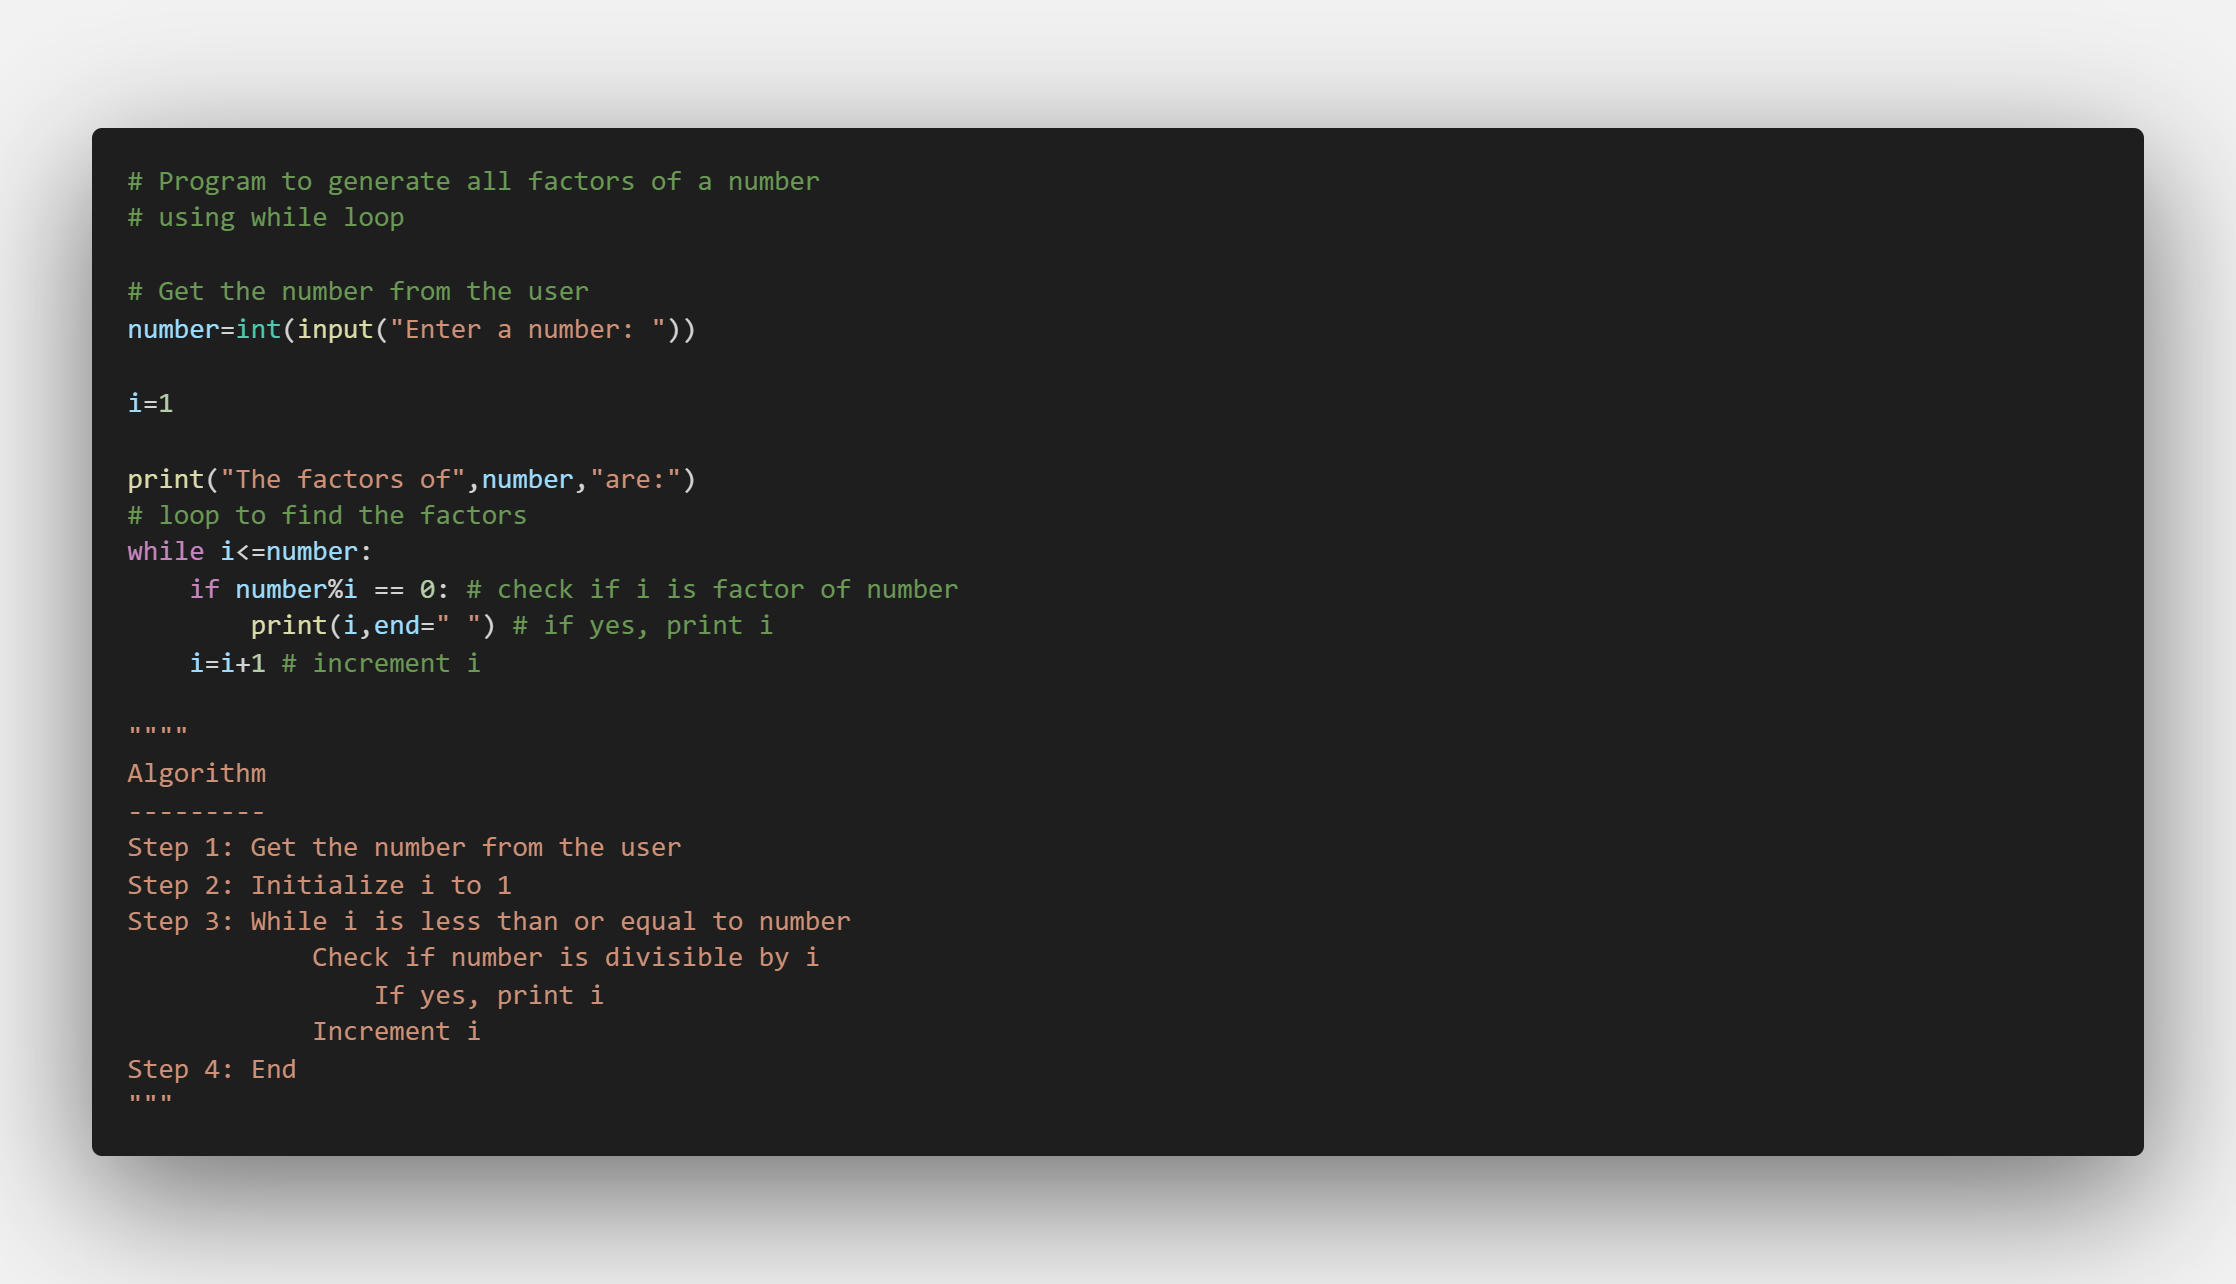 # Program to generate all factors of a number
# using while loop
# Get the number from the user
number=int(input("Enter a number: "))
i=1
print("The factors of",number,"are:")
# loop to find the factors
while i<=number:
    if number%i == 0: # check if i is factor of number
        print(i,end=" ") # if yes, print i
    i=i+1 # increment i
""""
Algorithm
---------
Step 1: Get the number from the user
Step 2: Initialize i to 1
Step 3: While i is less than or equal to number
            Check if number is divisible by i
                If yes, print i
            Increment i
Step 4: End
"""